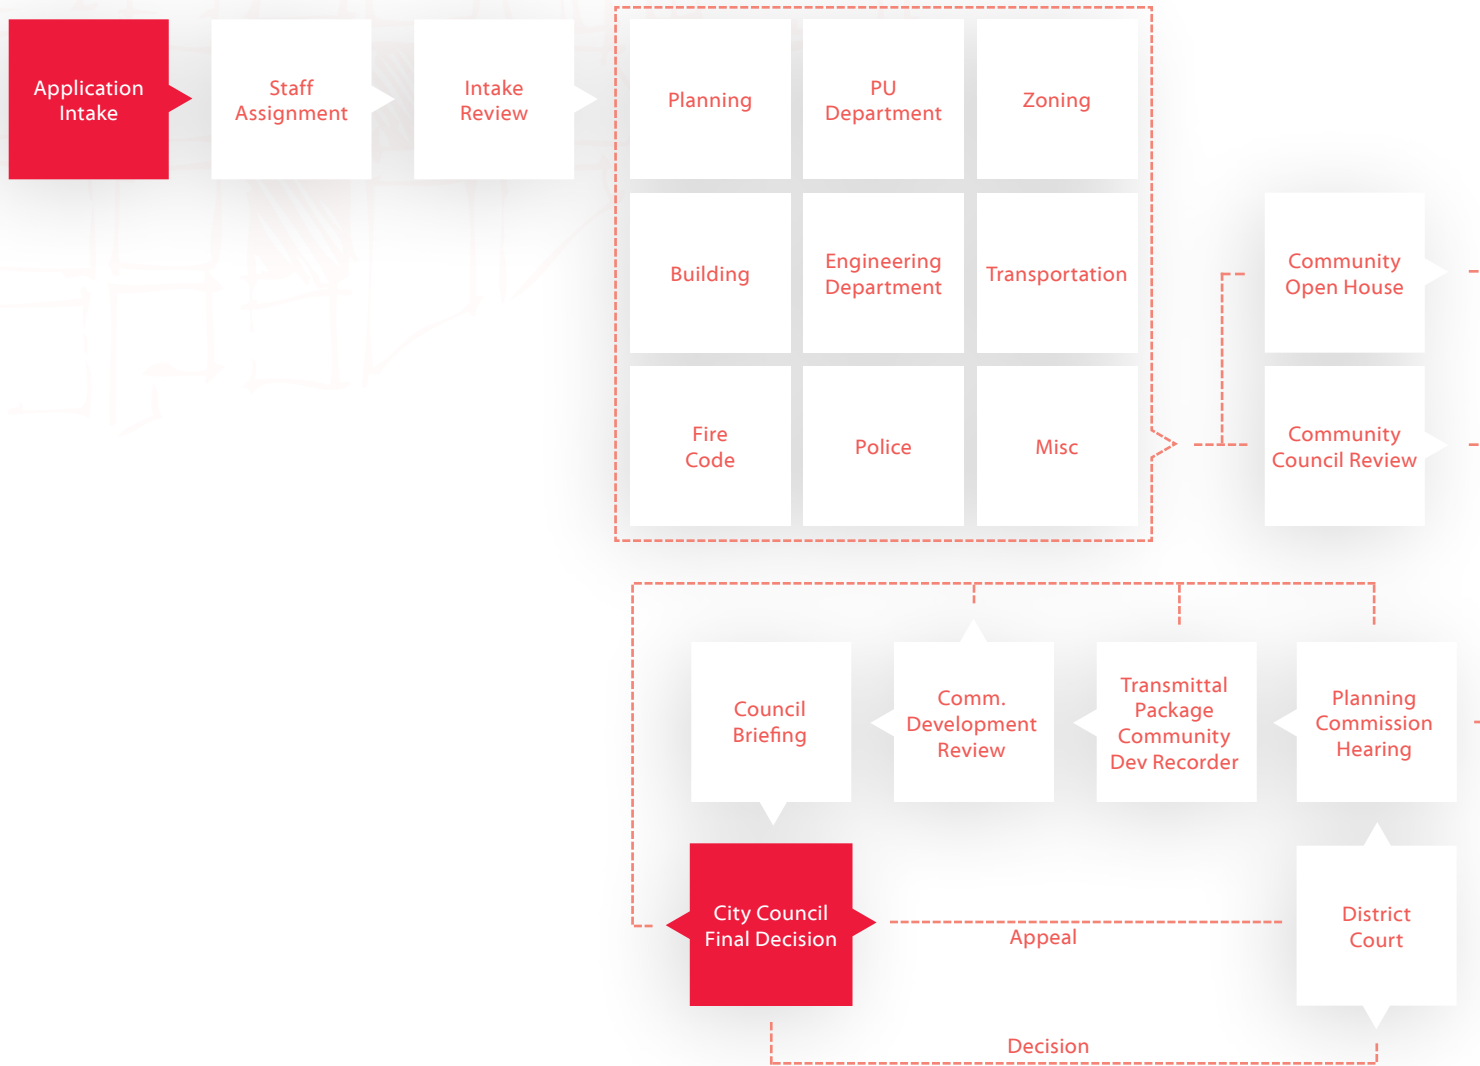 Application
Intake
Staff
Assignment
Intake
Review
Planning
PU
Department
Zoning
Building
Engineering
Department
Transportation
Fire
Code
Police
Misc
Community
Open House
Community
Council Review
Council
Briefing
Comm.
Development
Review
Transmittal
Package
Community
Dev Recorder
Planning
Commission
Hearing
City Council
Final Decision
Appeal
District
Court
Decision